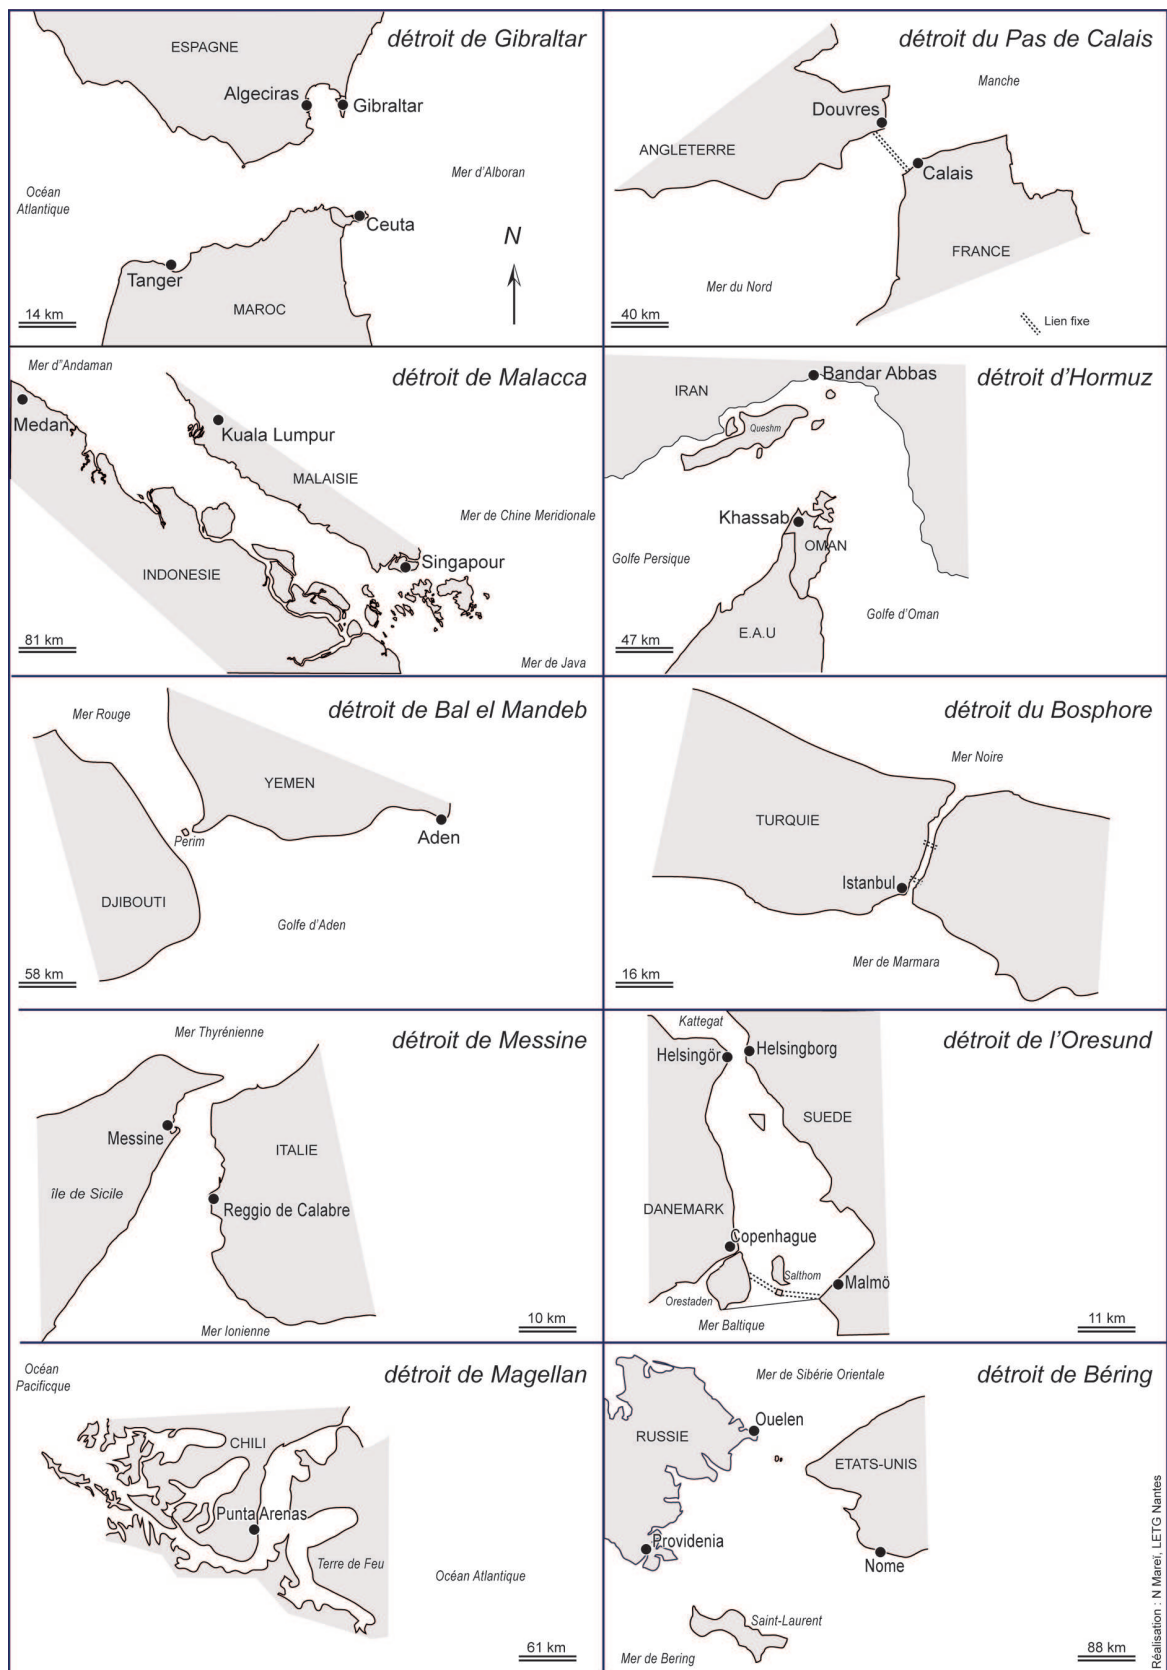 détroit de Gibraltar
ESPAGNE
Algeciras
Gibraltar
Mer d'Alboran
Océan
Atlantique
Ceuta
N
Tanger
MAROC
14 km
détroit du Pas de Calais
Manche
Douvres
ANGLETERRE
Calais
FRANCE
Mer du Nord
40 km
Lien fixe
Mer d"Andaman
détroit de Malacca
Medan
Kuala Lumpur
MALAISIE
Mer de Chine Meridionale
Singapour
INDONESIE
81 km
Mer de Java
détroit d'Hormuz
Bandar Abbas
IRAN
Queshm
Khassab
OMAN
Golfe Persique
Golfe d'Oman
E.A.U
47 km
détroit de Bal el Mandeb
Mer Rouge
YEMEN
Perim
Aden
DJIBOUTI
Golfe d'Aden
58 km
détroit du Bosphore
Mer Noire
TURQUIE
Istanbul
Mer de Marmara
16 km
Mer Thyrénienne
détroit de Messine
Messine
ITALIE
île de Sicile
Reggio de Calabre
Mer Ionienne
10 km
Kattegat
détroit de l'Oresund
Helsingör
Helsingborg
SUEDE
DANEMARK
Copenhague
Salthom
Malmö
Orestaden
Mer Baltique
11 km
Océan
Pacificque
détroit de Magellan
CHILI
Punta Arenas
Terre de Feu
Océan Atlantique
61 km
Mer de Sibérie Orientale
détroit de Béring
Ouelen
RUSSIE
ETATS-UNIS
Providenia
Nome
Saint-Laurent
Mer de Bering
88 km
Réalisation : N Mareï, LETG Nantes